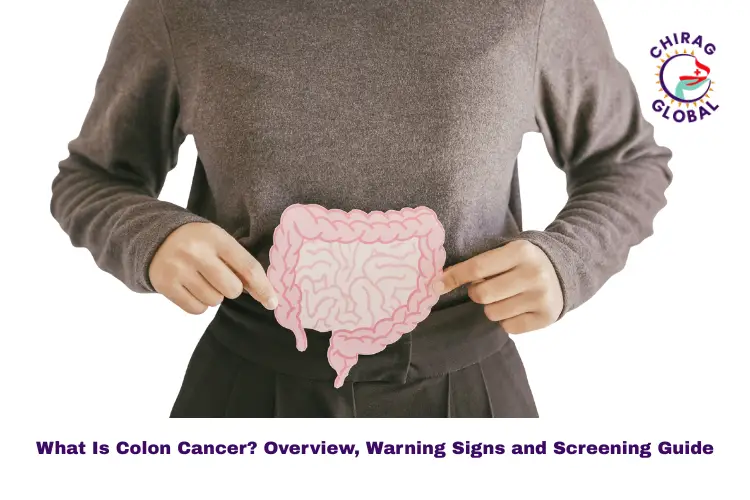 CHIRAG
GLOBAL
What Is Colon Cancer? Overview, Warning Signs and Screening Guide